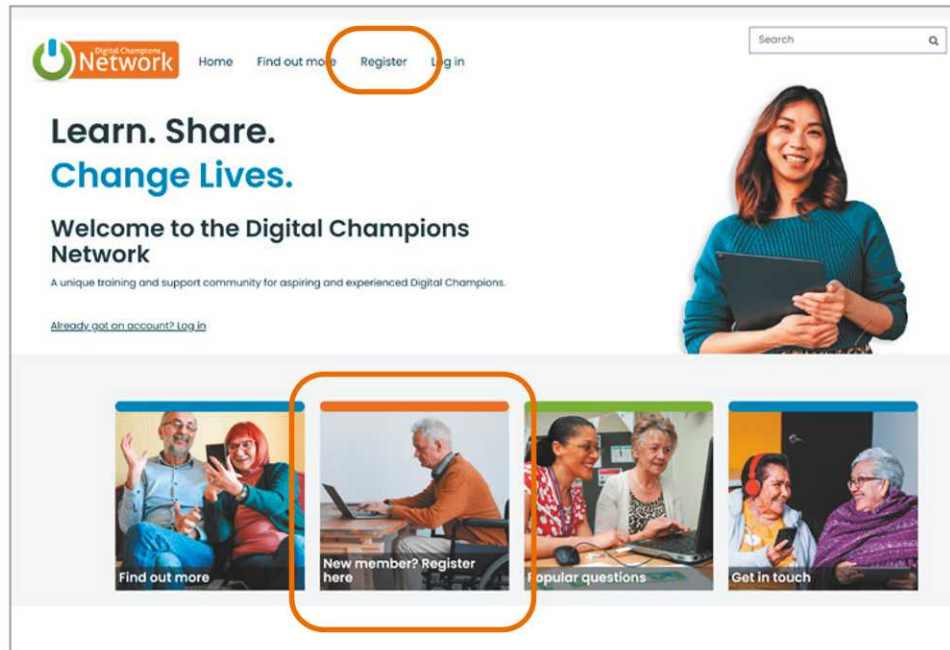 Digital Champions
Network
Home Find out more Register Log in
Search
Learn. Share.
Change Lives.
Welcome to the Digital Champions
Network
A unique training and support community for aspiring and experienced Digital Champions.
Already got an account? Log in
Find out more
New member? Register
here
Popular questions
Get in touch